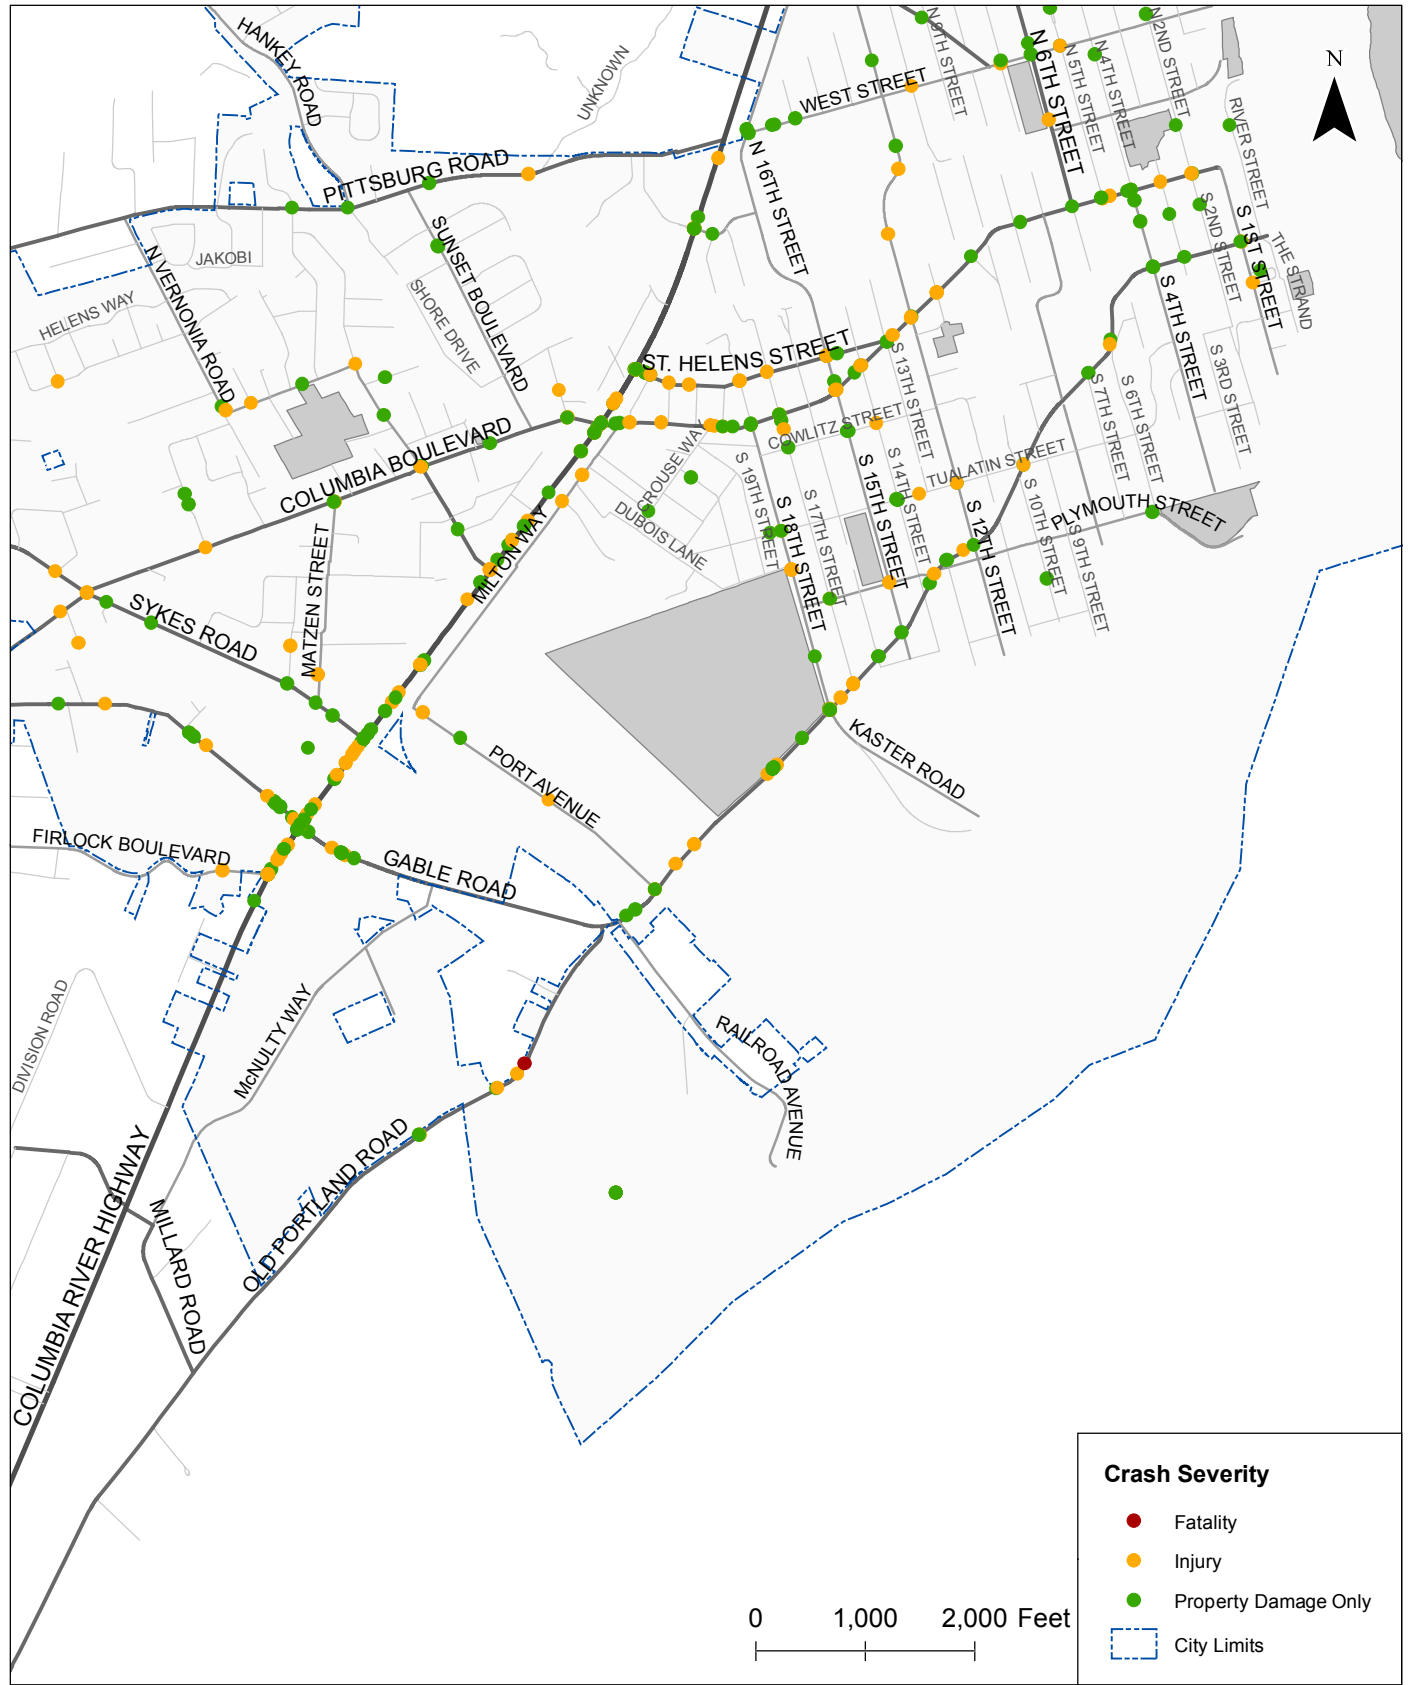 HANKEY ROAD
UNKNOWN
N 9TH STREET
N 6TH STREET
N 5TH STREET
N 4TH STREET
N 2ND STREET
N
WEST STREET
RIVER STREET
PITTSBURG ROAD
N 16TH STREET
S 2ND STREET
S 1ST STREET
THE STRAND
SUNSET BOULEVARD
JAKOBI
N VERNONIA ROAD
HELENS WAY
SHORE DRIVE
S 4TH STREET
ST. HELENS STREET
S 13TH STREET
S 3RD STREET
S 7TH STREET
S 6TH STREET
COWLITZ STREET
COLUMBIA BOULEVARD
CROUSE WAY
DUBOIS LANE
S 19TH STREET
S 18TH STREET
S 17TH STREET
S 15TH STREET
S 14TH STREET
TUALATIN STREET
S 12TH STREET
S 10TH STREET
S 9TH STREET
PLYMOUTH STREET
MILTON WAY
MATZEN STREET
SYKES ROAD
KASTER ROAD
PORT AVENUE
FIRLOCK BOULEVARD
GABLE ROAD
DIVISION ROAD
McNULTY WAY
RAILROAD AVENUE
OLD PORTLAND ROAD
COLUMBIA RIVER HIGHWAY
MILLARD ROAD
Crash Severity
Fatality
Injury
Property Damage Only
City Limits
0 1,000 2,000 Feet